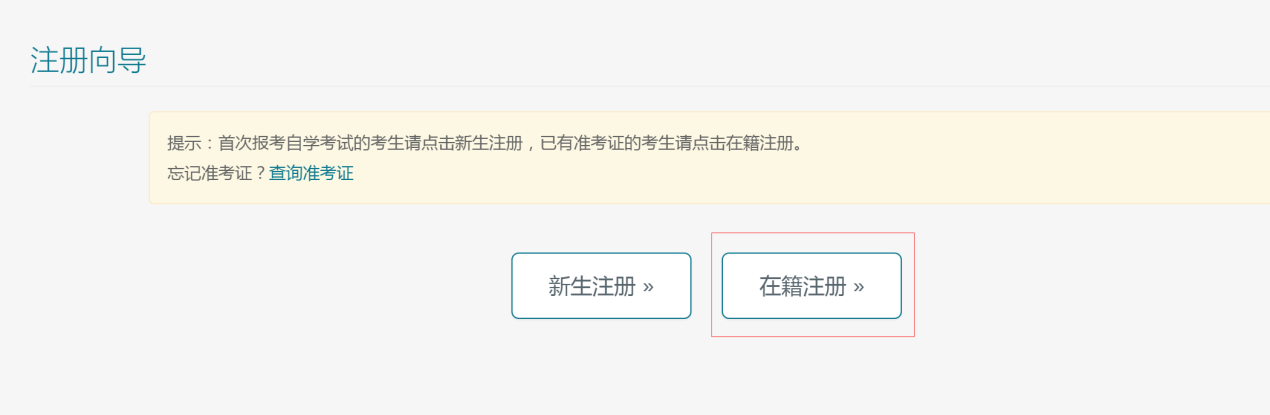 注册向导
提示：首次报考自学考试的考生请点击新生注册，已有准考证的考生请点击在籍注册。
忘记准考证？查询准考证
新生注册 »
在籍注册 »